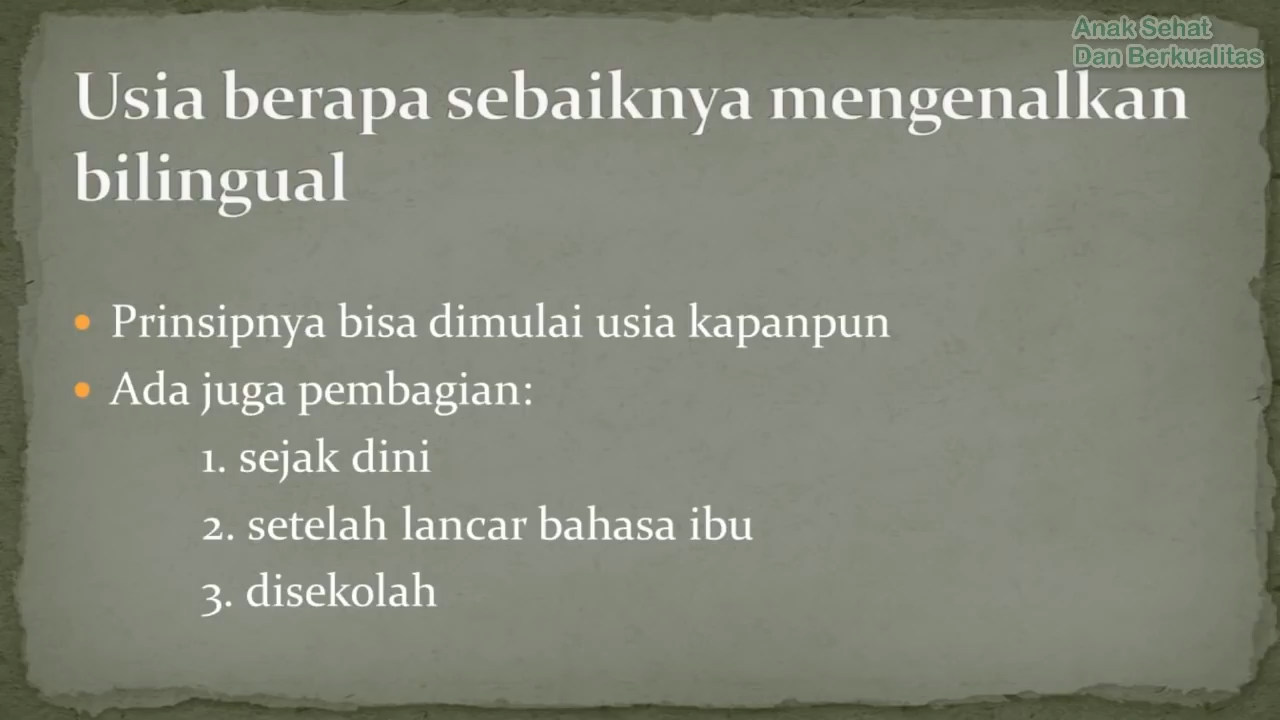 Anak Sehat
Dan Berkualitas
Usia berapa sebaiknya mengenalkan
bilingual
• Prinsipnya bisa dimulai usia kapanpun
• Ada juga pembagian:
1. sejak dini
2. setelah lancar bahasa ibu
3. disekolah